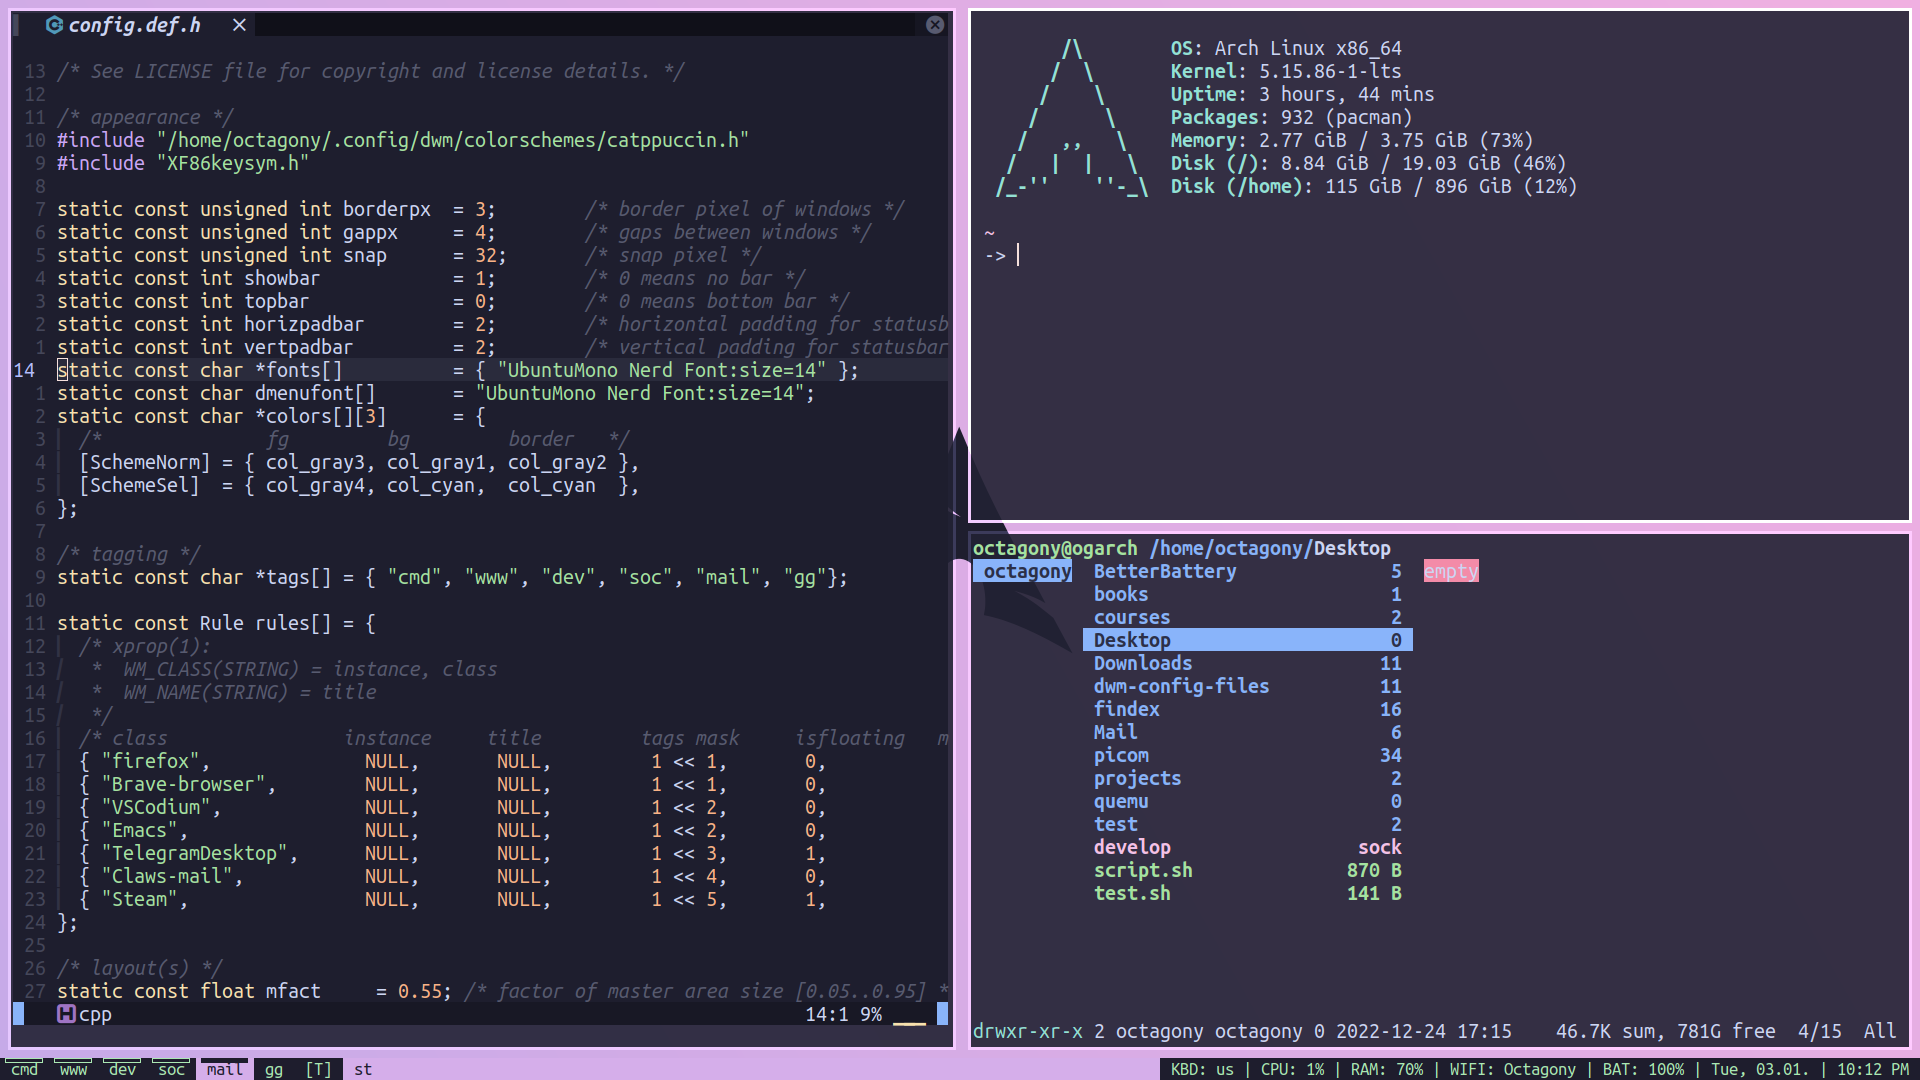 config.def.h ×
13 /* See LICENSE file for copyright and license details. */
12
11 /* appearance */
10 #include "/home/octagony/.config/dwm/colorschemes/catppuccin.h"
9 #include "XF86keysym.h"
8
7 static const unsigned int borderpx  = 3;        /* border pixel of windows */
6 static const unsigned int gappx     = 4;        /* gaps between windows */
5 static const unsigned int snap      = 32;       /* snap pixel */
4 static const int showbar            = 1;        /* 0 means no bar */
3 static const int topbar             = 0;        /* 0 means bottom bar */
2 static const int horizpadbar        = 2;        /* horizontal padding for statusb
1 static const int vertpadbar         = 2;        /* vertical padding for statusbar
14 static const char *fonts[]          = { "UbuntuMono Nerd Font:size=14" };
1 static const char dmenufont[]       = "UbuntuMono Nerd Font:size=14";
2 static const char *colors[][3]      = {
3   /*               fg         bg         border   */
4   [SchemeNorm] = { col_gray3, col_gray1, col_gray2 },
5   [SchemeSel]  = { col_gray4, col_cyan,  col_cyan  },
6 };
7
8 /* tagging */
9 static const char *tags[] = { "cmd", "www", "dev", "soc", "mail", "gg"};
10
11 static const Rule rules[] = {
12   /* xprop(1):
13    *  WM_CLASS(STRING) = instance, class
14    *  WM_NAME(STRING) = title
15    */
16   /* class                instance     title         tags mask     isfloating   m
17   { "firefox",              NULL,       NULL,         1 << 1,       0,
18   { "Brave-browser",        NULL,       NULL,         1 << 1,       0,
19   { "VSCodium",             NULL,       NULL,         1 << 2,       0,
20   { "Emacs",                NULL,       NULL,         1 << 2,       0,
21   { "TelegramDesktop",      NULL,       NULL,         1 << 3,       1,
22   { "Claws-mail",           NULL,       NULL,         1 << 4,       0,
23   { "Steam",                NULL,       NULL,         1 << 5,       1,
24 };
25
26 /* layout(s) */
27 static const float mfact     = 0.55; /* factor of master area size [0.05..0.95] *
H cpp 14:1 9%
OS: Arch Linux x86_64
Kernel: 5.15.86-1-lts
Uptime: 3 hours, 44 mins
Packages: 932 (pacman)
Memory: 2.77 GiB / 3.75 GiB (73%)
Disk (/): 8.84 GiB / 19.03 GiB (46%)
Disk (/home): 115 GiB / 896 GiB (12%)
~
->
octagony@ogarch /home/octagony/Desktop
octagony BetterBattery 5 empty
books 1
courses 2
Desktop 0
Downloads 11
dwm-config-files 11
findex 16
Mail 6
picom 34
projects 2
quemu 0
test 2
develop sock
script.sh 870 B
test.sh 141 B
drwxr-xr-x 2 octagony octagony 0 2022-12-24 17:15 46.7K sum, 781G free 4/15 All
cmd www dev soc mail gg [T] st KBD: us | CPU: 1% | RAM: 70% | WIFI: Octagony | BAT: 100% | Tue, 03.01. | 10:12 PM